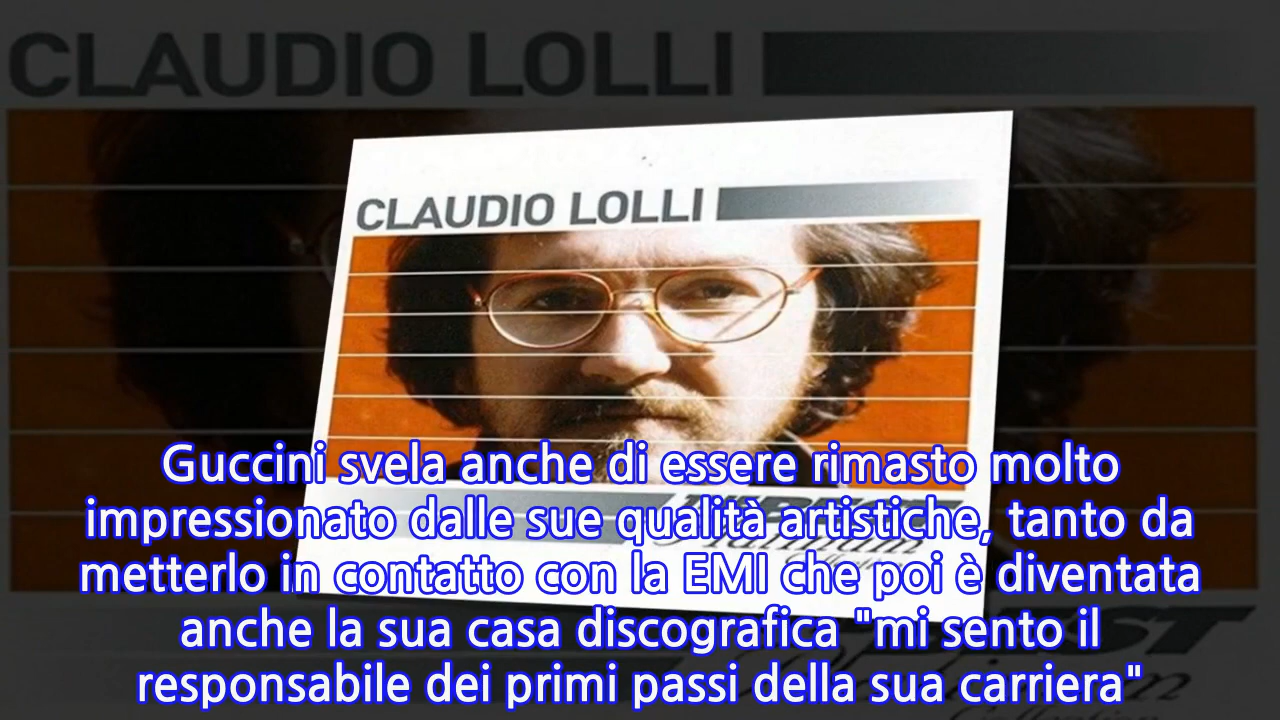 CLAUDIO LOLLI
CLAUDIO LOLLI
Guccini svela anche di essere rimasto molto
impressionato dalle sue qualità artistiche, tanto da
metterlo in contatto con la EMI che poi è diventata
anche la sua casa discografica "mi sento il
responsabile dei primi passi della sua carriera"